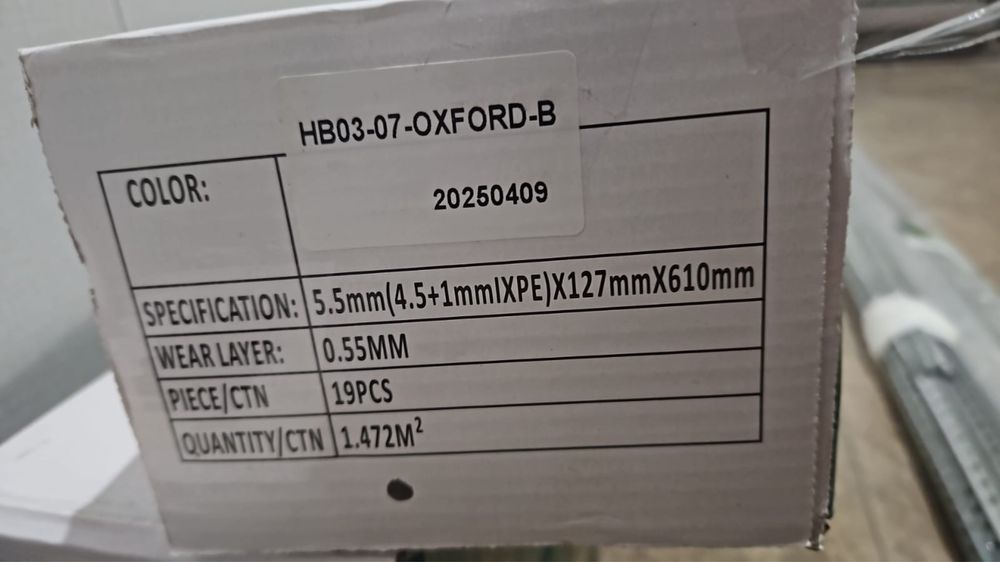 HB03-07-OXFORD-B
COLOR:
20250409
SPECIFICATION: 5.5mm(4.5+1mmIXPE)X127mmX610mm
WEAR LAYER: 0.55MM
PIECE/CTN 19PCS
QUANTITY/CTN 1.472M²